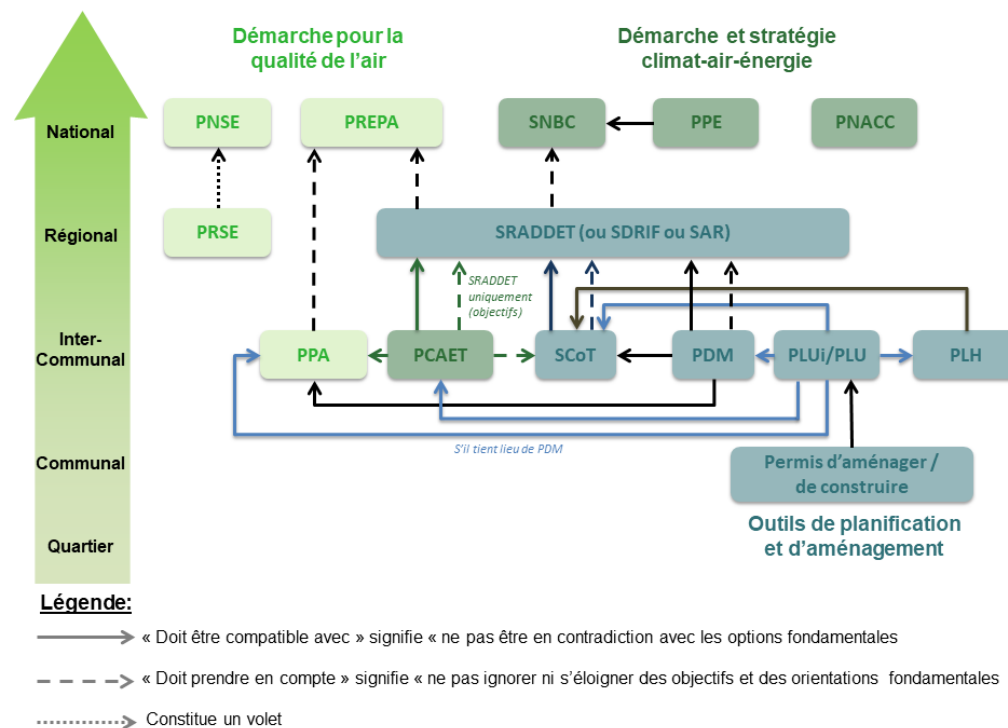 Démarche pour la
qualité de l'air
Démarche et stratégie
climat-air-énergie
National
PNSE
PREPA
SNBC
PPE
PNACC
Régional
PRSE
SRADDET (ou SDRIF ou SAR)
SRADDET
uniquement
(objectifs)
Inter-
Communal
PPA
PCAET
SCoT
PDM
PLUi/PLU
PLH
S'il tient lieu de PDM
Communal
Permis d'aménager /
de construire
Quartier
Outils de planification
et d'aménagement
Légende:
« Doit être compatible avec » signifie « ne pas être en contradiction avec les options fondamentales
« Doit prendre en compte » signifie « ne pas ignorer ni s'éloigner des objectifs et des orientations fondamentales
Constitue un volet